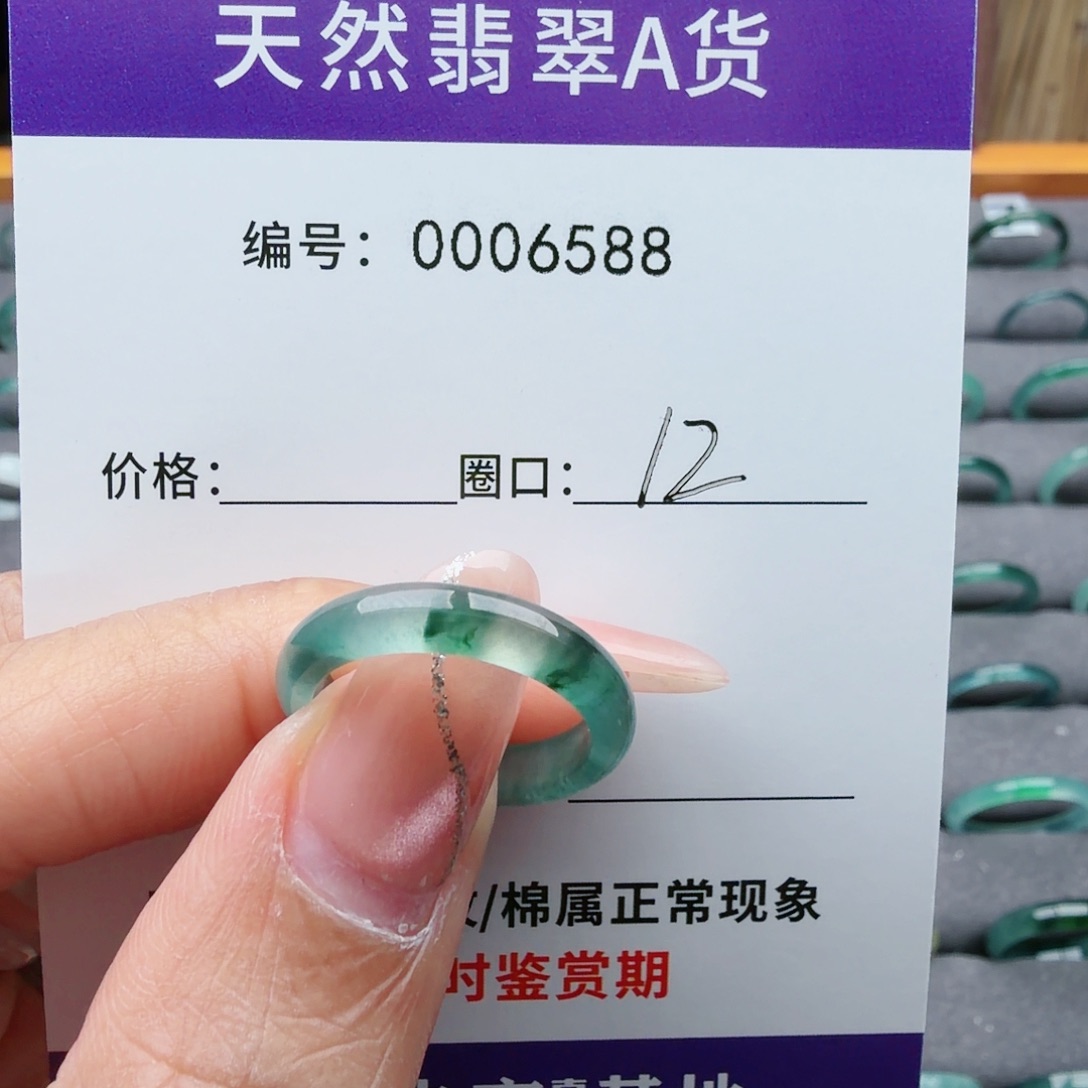 天然翡翠A货
编号：0006588
价格： 圈口：12
/棉属正常现象
时鉴赏期